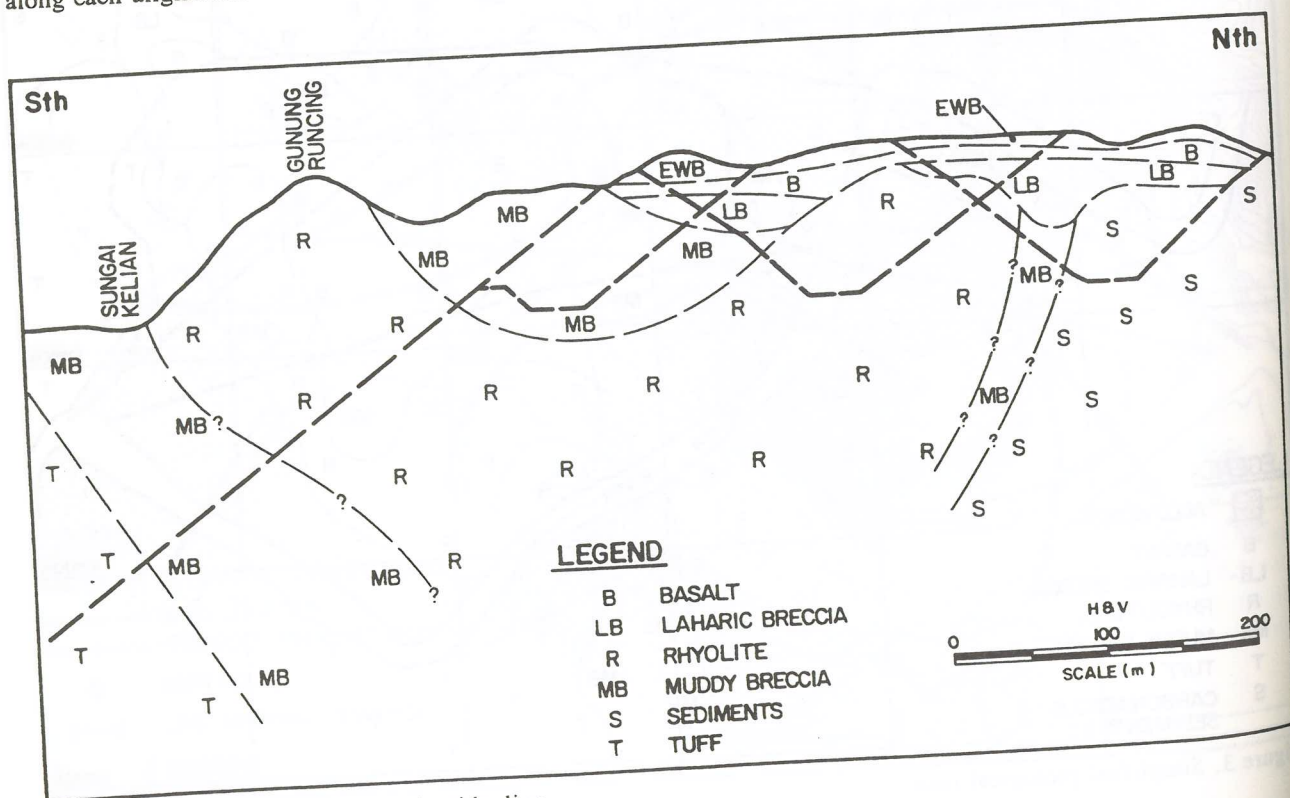 along each
Sth
Nth
GUNUNG
RUNCING
SUNGAI
KELIAN
EWB
EWB
B
B
LB
LB
LB
S
R
MB
R
R
S
MB
MB
MB
S
R
R
R
MB
R
S
S
MB
R
R
R
R
MB
S
MB ?
T
R
R
R
R
S
S
?
?
?
?
?
?
?
?
T
MB
R
MB
T
MB
T
LEGEND
B BASALT
LB LAHARIC BRECCIA
R RHYOLITE
MB MUDDY BRECCIA
S SEDIMENTS
T TUFF
H & V
0 100 200
SCALE (m)